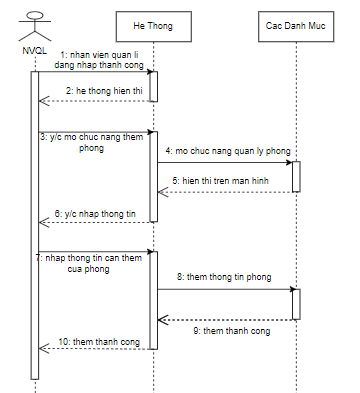 He Thong
Cac Danh Muc
NVQL
1: nhan vien quan li
dang nhap thanh cong
2: he thong hien thi
3: y/c mo chuc nang them
phong
4: mo chuc nang quan ly phong
5: hien thi tren man hinh
6: y/c nhap thong tin
7: nhap thong tin can them
cua phong
8: them thong tin phong
9: them thanh cong
10: them thanh cong